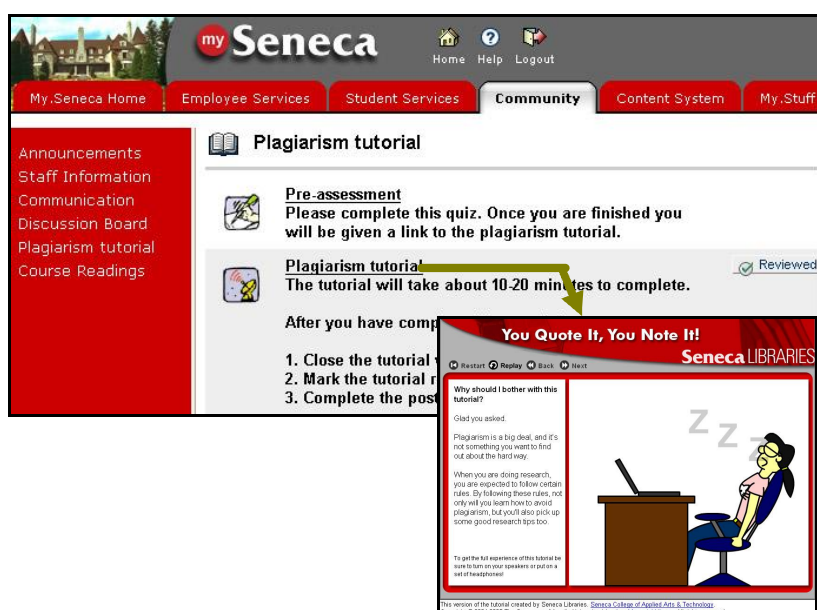 my Seneca
Home Help Logout
My.Seneca Home Employee Services Student Services Community Content System My.Stuff
Announcements
Staff Information
Communication
Discussion Board
Plagiarism tutorial
Course Readings
Plagiarism tutorial
Pre-assessment
Please complete this quiz. Once you are finished you
will be given a link to the plagiarism tutorial.
Plagiarism tutorial
Reviewed
The tutorial will take about 10-20 minutes to complete.
After you have comp
1. Close the tutorial
2. Mark the tutorial r
3. Complete the post
You Quote It, You Note It!
Seneca LIBRARIES
Restart Replay Back Next
Why should I bother with this
tutorial?
Glad you asked.
Plagiarism is a big deal, and it's
not something you want to find
out about the hard way.
When you are doing research,
you are expected to follow certain
rules. By following these rules, not
only will you learn how to avoid
plagiarism, but you'll also pick up
some good research tips too.
To get the full experience of this tutorial be
sure to turn on your speakers or put on a
set of headphones!
Z Z Z
This version of the tutorial created by Seneca Libraries. Seneca College of Applied Arts & Technology.